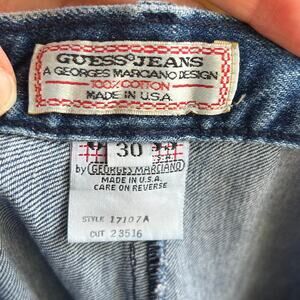 GUESS? JEANS
A GEORGES MARCIANO DESIGN
100% COTTON
MADE IN U.S.A.
30
by GEORGES MARCIANO
MADE IN U.S.A.
CARE ON REVERSE
STYLE 17107A
CUT 23516